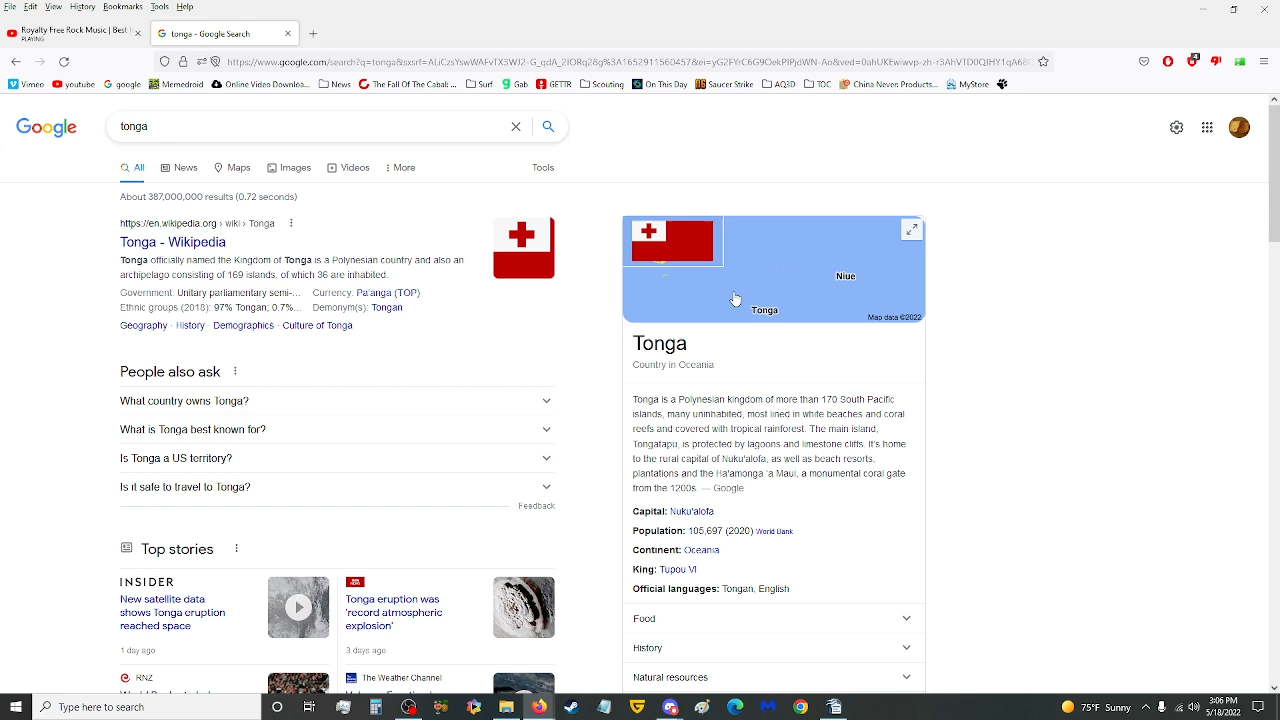 File Edit View History Bookmarks Tools Help
Royalty Free Rock Music | Best
PLAYING
tonga - Google Search
Vimeo youtube google Memedroid Online Video Downloa... News The Fall Of The Cabal:... Surf Gab GETTR Scouting On This Day Saucer Strike AQ3D TDC China Never Products... MyStore
Google
tonga
All News Maps Images Videos More Tools
About 387,000,000 results (0.72 seconds)
https://en.wikipedia.org › wiki › Tonga
Tonga - Wikipedia
Tonga officially named the Kingdom of Tonga is a Polynesian country and also an
archipelago consisting of 169 islands, of which 36 are inhabited.
Government: Unitary parliamentary semi-... Currency: Paʻanga (TOP)
Ethnic groups (2018): 97% Tongan; 0.7%... Demonym(s): Tongan
Geography · History · Demographics · Culture of Tonga
People also ask
What country owns Tonga?
What is Tonga best known for?
Is Tonga a US territory?
Is it safe to travel to Tonga?
Feedback
Top stories
INSIDER
New satellite data
shows Tonga eruption
reached space
1 day ago
Tonga eruption was
'record atmospheric
explosion'
3 days ago
RNZ
The Weather Channel
Niue
Tonga
Map data ©2022
Tonga
Country in Oceania
Tonga is a Polynesian kingdom of more than 170 South Pacific
islands, many uninhabited, most lined in white beaches and coral
reefs and covered with tropical rainforest. The main island,
Tongatapu, is protected by lagoons and limestone cliffs. It's home
to the rural capital of Nuku'alofa, as well as beach resorts,
plantations and the Ha'amonga 'a Maui, a monumental coral gate
from the 1200s. — Google
Capital: Nukuʻalofa
Population: 105,697 (2020) World Bank
Continent: Oceania
King: Tupou VI
Official languages: Tongan, English
Food
History
Natural resources
Type here to search
75°F Sunny
3:06 PM
5/18/2022